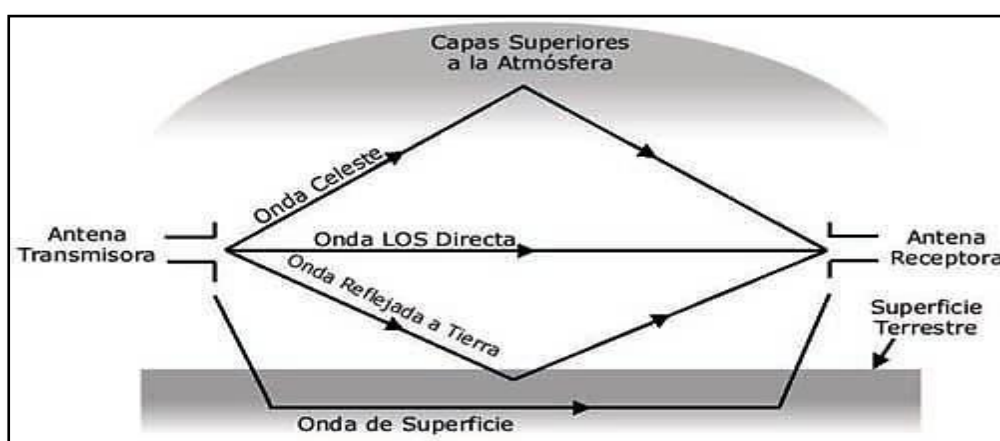 Capas Superiores
a la Atmósfera
Onda Celeste
Antena
Transmisora
Onda LOS Directa
Antena
Receptora
Onda Reflejada a Tierra
Superficie
Terrestre
Onda de Superficie